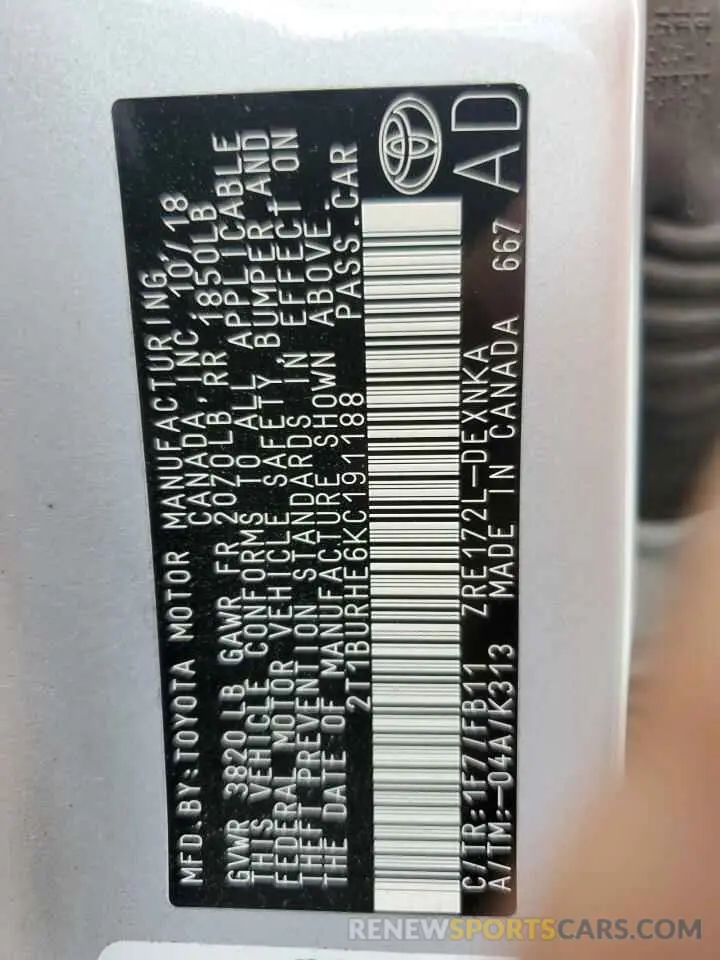 MFD. BY: TOYOTA MOTOR MANUFACTURING,
CANADA, INC. 10/18
GVWR 3820 LB GAWR FR 2070LB RR 1850LB
THIS VEHICLE CONFORMS TO ALL APPLICABLE
FEDERAL MOTOR VEHICLE SAFETY, BUMPER, AND
THEFT PREVENTION STANDARDS IN EFFECT ON
THE DATE OF MANUFACTURE SHOWN ABOVE.
2T1BURHE6KC191188 PASS. CAR
C/TR: 1F7/FB11 ZRE172L-DEXNKA
A/TM: -04A/K313 MADE IN CANADA 667
AD
RENEWSPORTSCARS.COM